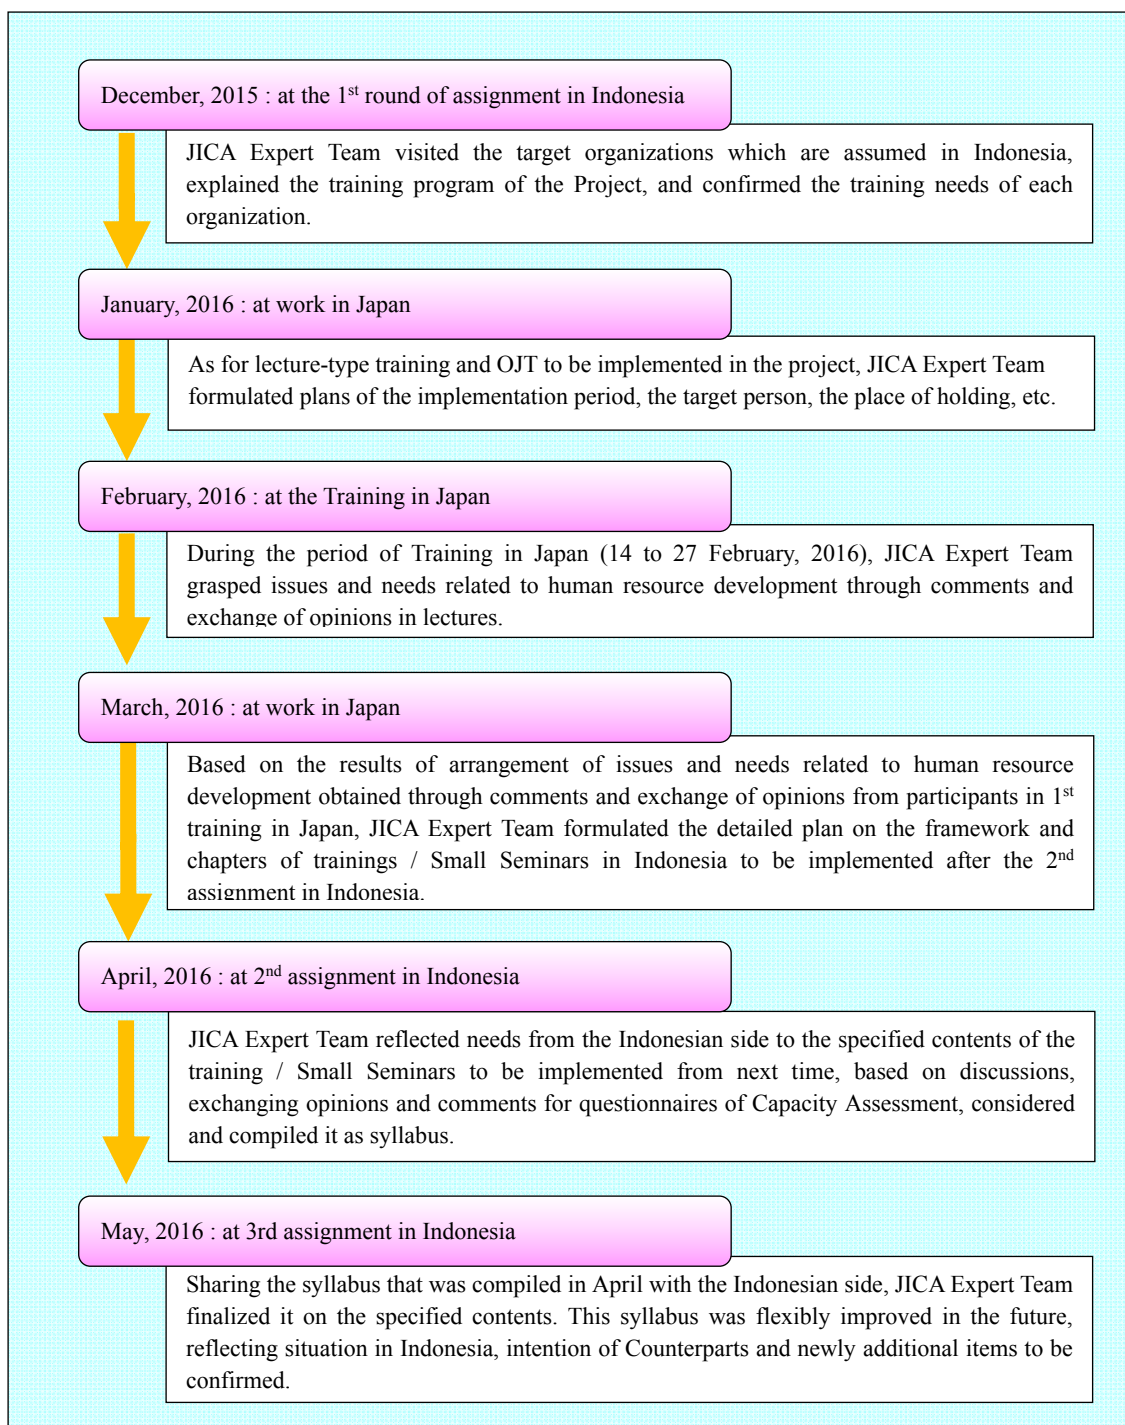 December, 2015 : at the 1st round of assignment in Indonesia
JICA Expert Team visited the target organizations which are assumed in Indonesia,
explained the training program of the Project, and confirmed the training needs of each
organization.
January, 2016 : at work in Japan
As for lecture-type training and OJT to be implemented in the project, JICA Expert Team
formulated plans of the implementation period, the target person, the place of holding, etc.
February, 2016 : at the Training in Japan
During the period of Training in Japan (14 to 27 February, 2016), JICA Expert Team
grasped issues and needs related to human resource development through comments and
exchange of opinions in lectures.
March, 2016 : at work in Japan
Based on the results of arrangement of issues and needs related to human resource
development obtained through comments and exchange of opinions from participants in 1st
training in Japan, JICA Expert Team formulated the detailed plan on the framework and
chapters of trainings / Small Seminars in Indonesia to be implemented after the 2nd
assignment in Indonesia.
April, 2016 : at 2nd assignment in Indonesia
JICA Expert Team reflected needs from the Indonesian side to the specified contents of the
training / Small Seminars to be implemented from next time, based on discussions,
exchanging opinions and comments for questionnaires of Capacity Assessment, considered
and compiled it as syllabus.
May, 2016 : at 3rd assignment in Indonesia
Sharing the syllabus that was compiled in April with the Indonesian side, JICA Expert Team
finalized it on the specified contents. This syllabus was flexibly improved in the future,
reflecting situation in Indonesia, intention of Counterparts and newly additional items to be
confirmed.